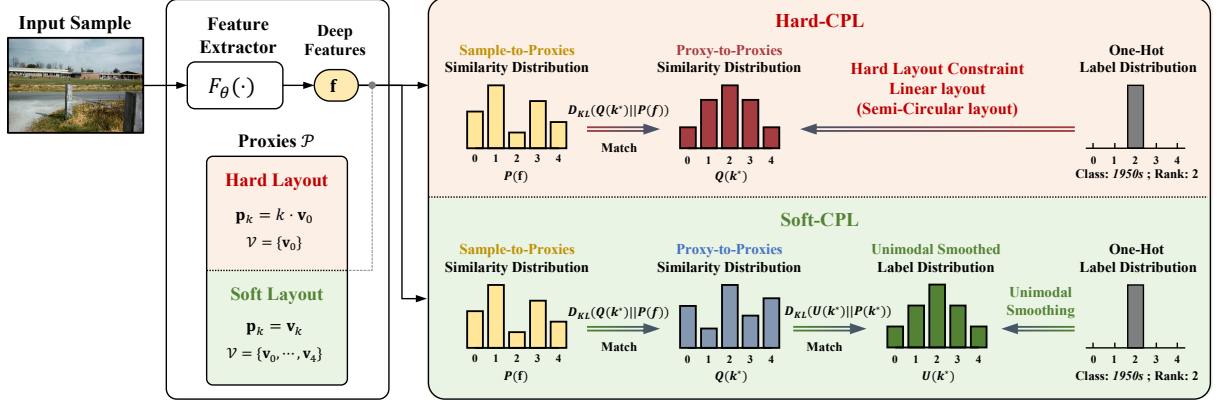 Input Sample
Feature
Extractor
F_θ(·)
Deep
Features
f
Proxies 𝒫
Hard Layout
p_k = k · v_0
𝒱 = {v_0}
Soft Layout
p_k = v_k
𝒱 = {v_0, ⋯, v_4}
Hard-CPL
Sample-to-Proxies
Similarity Distribution
0 1 2 3 4
P(f)
D_KL(Q(k*)||P(f))
Match
Proxy-to-Proxies
Similarity Distribution
0 1 2 3 4
Q(k*)
Hard Layout Constraint
Linear layout
(Semi-Circular layout)
One-Hot
Label Distribution
0 1 2 3 4
Class: 1950s ; Rank: 2
Soft-CPL
Sample-to-Proxies
Similarity Distribution
0 1 2 3 4
P(f)
D_KL(Q(k*)||P(f))
Match
Proxy-to-Proxies
Similarity Distribution
0 1 2 3 4
Q(k*)
D_KL(U(k*)||P(k*))
Match
Unimodal Smoothed
Label Distribution
0 1 2 3 4
U(k*)
Unimodal
Smoothing
One-Hot
Label Distribution
0 1 2 3 4
Class: 1950s ; Rank: 2